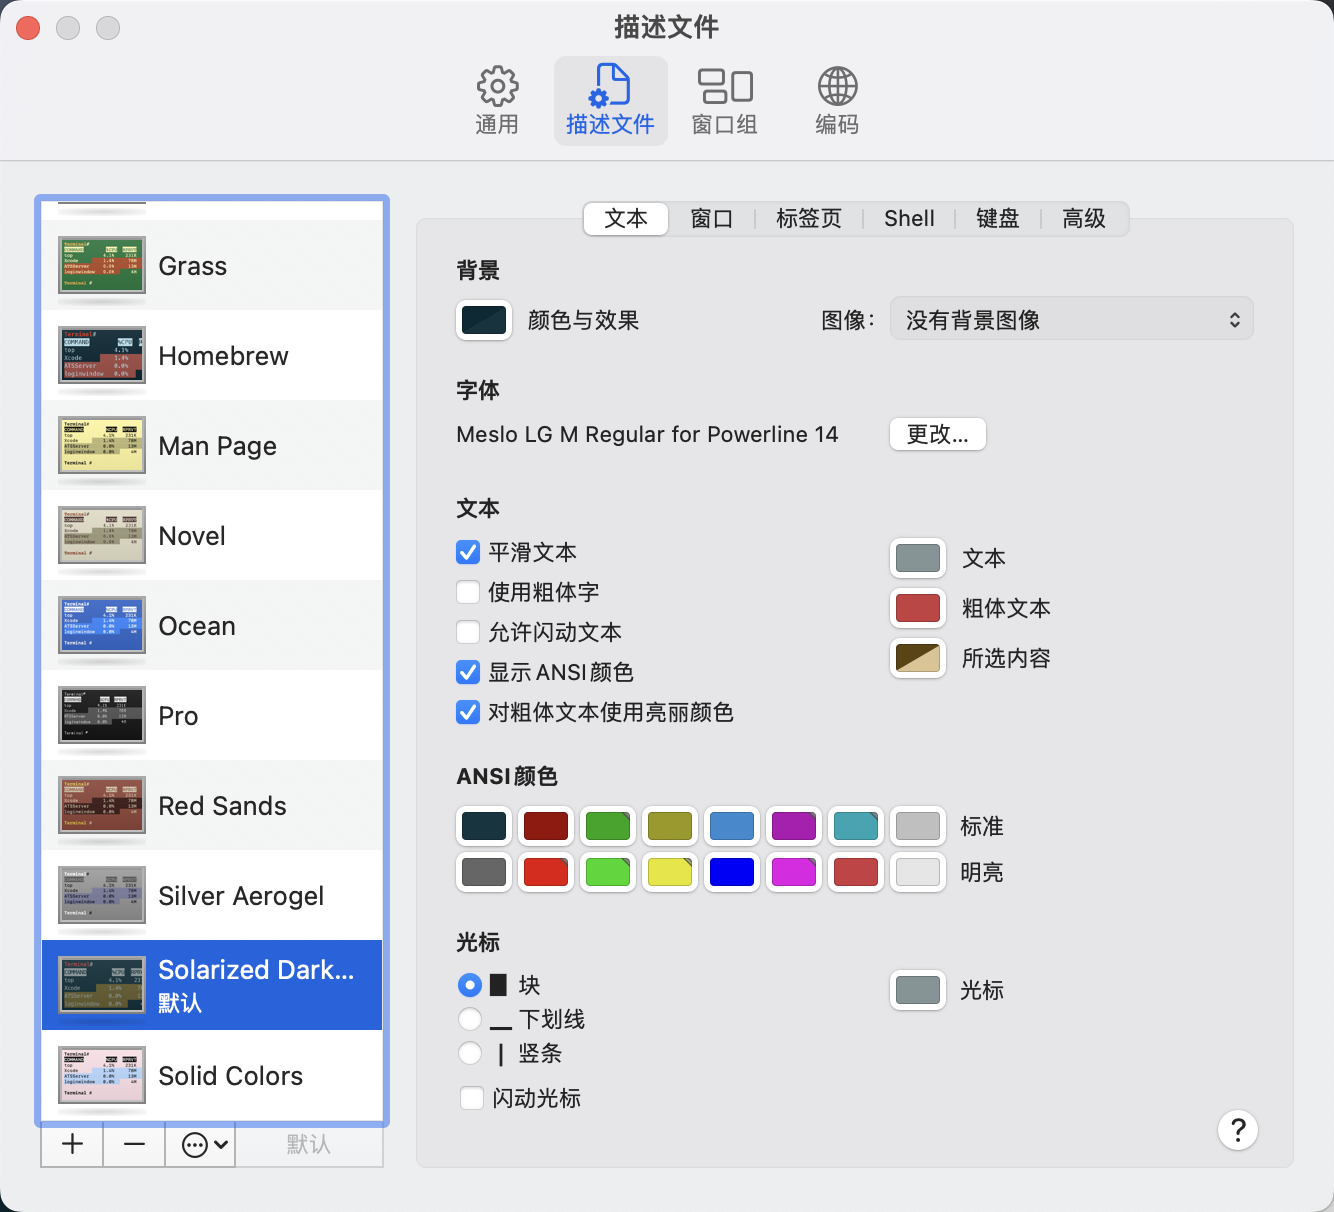 描述文件
通用
描述文件
窗口组
编码
Grass
Homebrew
Man Page
Novel
Ocean
Pro
Red Sands
Silver Aerogel
Solarized Dark...
默认
Solid Colors
默认
文本
窗口
标签页
Shell
键盘
高级
背景
颜色与效果
图像：
没有背景图像
字体
Meslo LG M Regular for Powerline 14
更改...
文本
平滑文本
使用粗体字
允许闪动文本
显示 ANSI 颜色
对粗体文本使用亮丽颜色
文本
粗体文本
所选内容
ANSI 颜色
标准
明亮
光标
块
下划线
竖条
闪动光标
光标
?